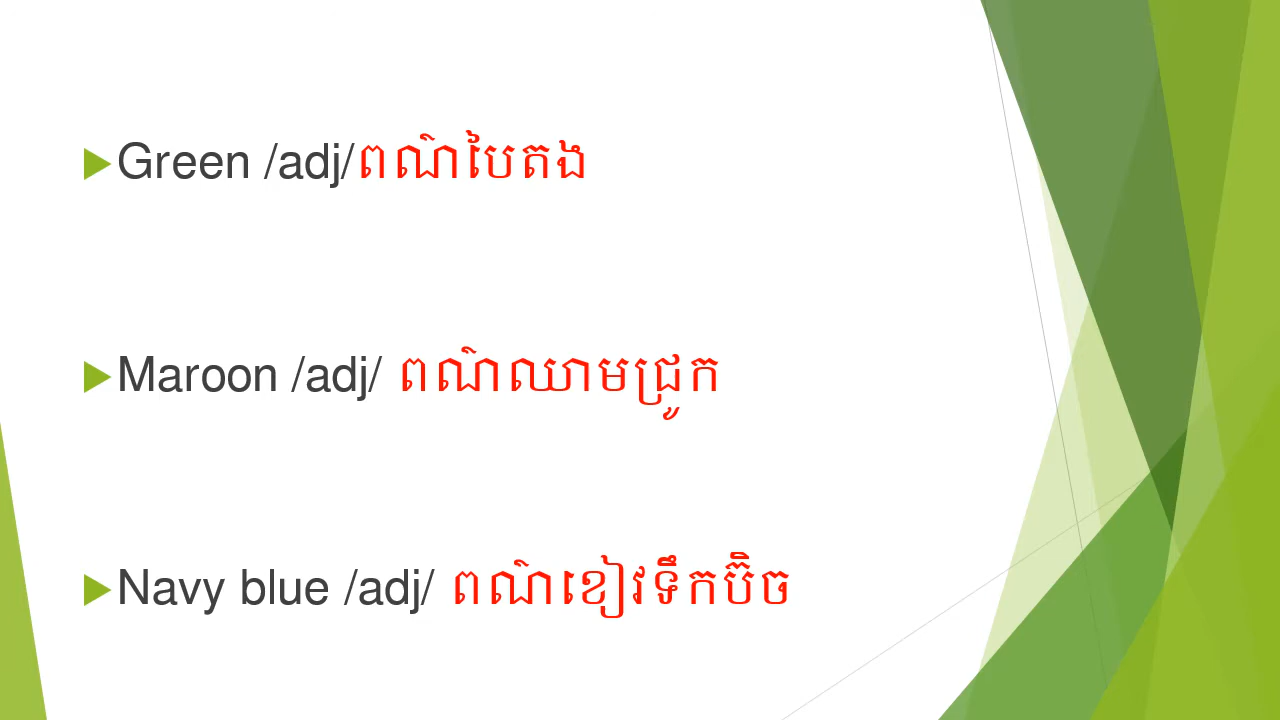 Green /adj/ពណ៌បៃតង
Maroon /adj/ ពណ៌ឈាមជ្រូក
Navy blue /adj/ ពណ៌ខៀវទឹកប៊ិច